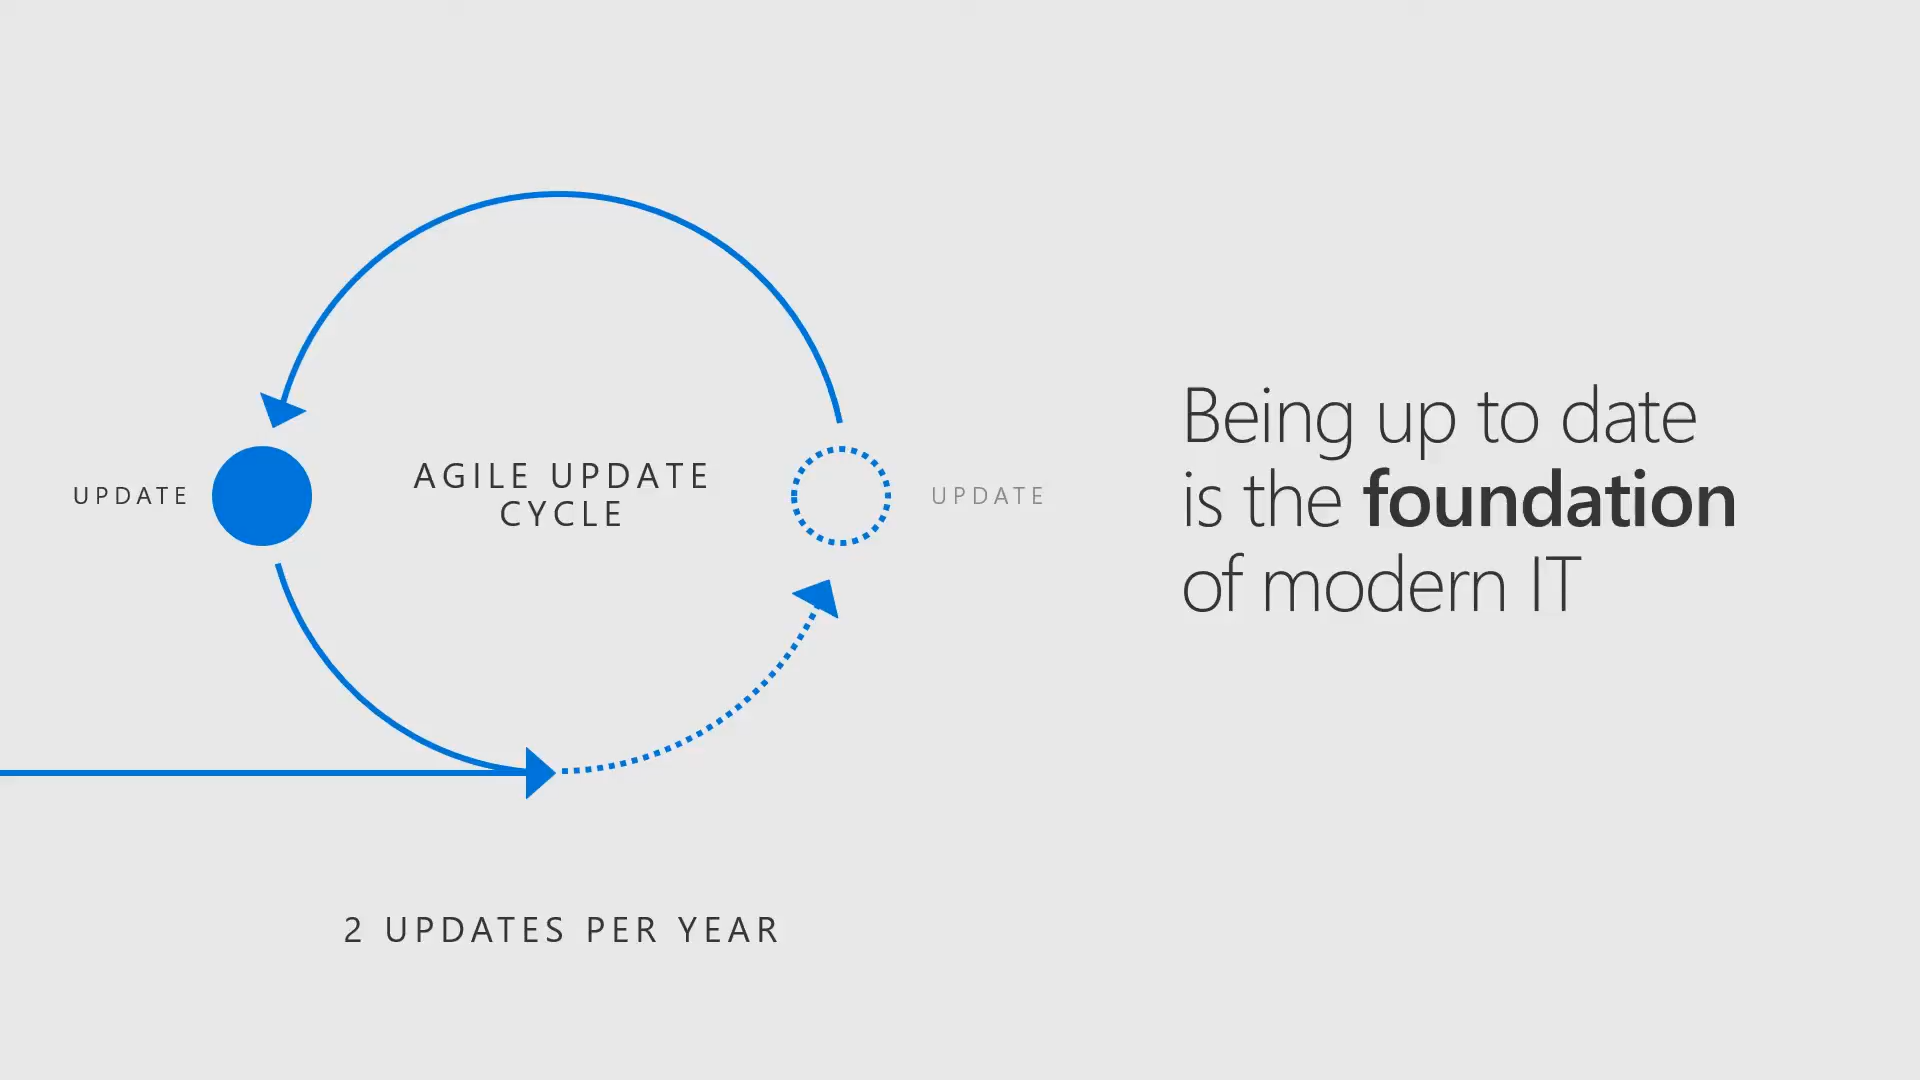 UPDATE
AGILE UPDATE
CYCLE
UPDATE
2 UPDATES PER YEAR
Being up to date
is the foundation
of modern IT